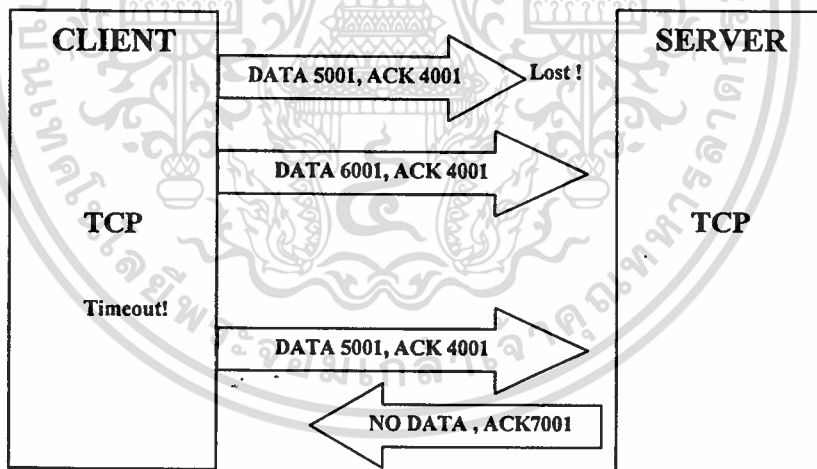 CLIENT
SERVER
DATA 5001, ACK 4001
Lost !
DATA 6001, ACK 4001
TCP
TCP
Timeout!
DATA 5001, ACK 4001
NO DATA , ACK7001